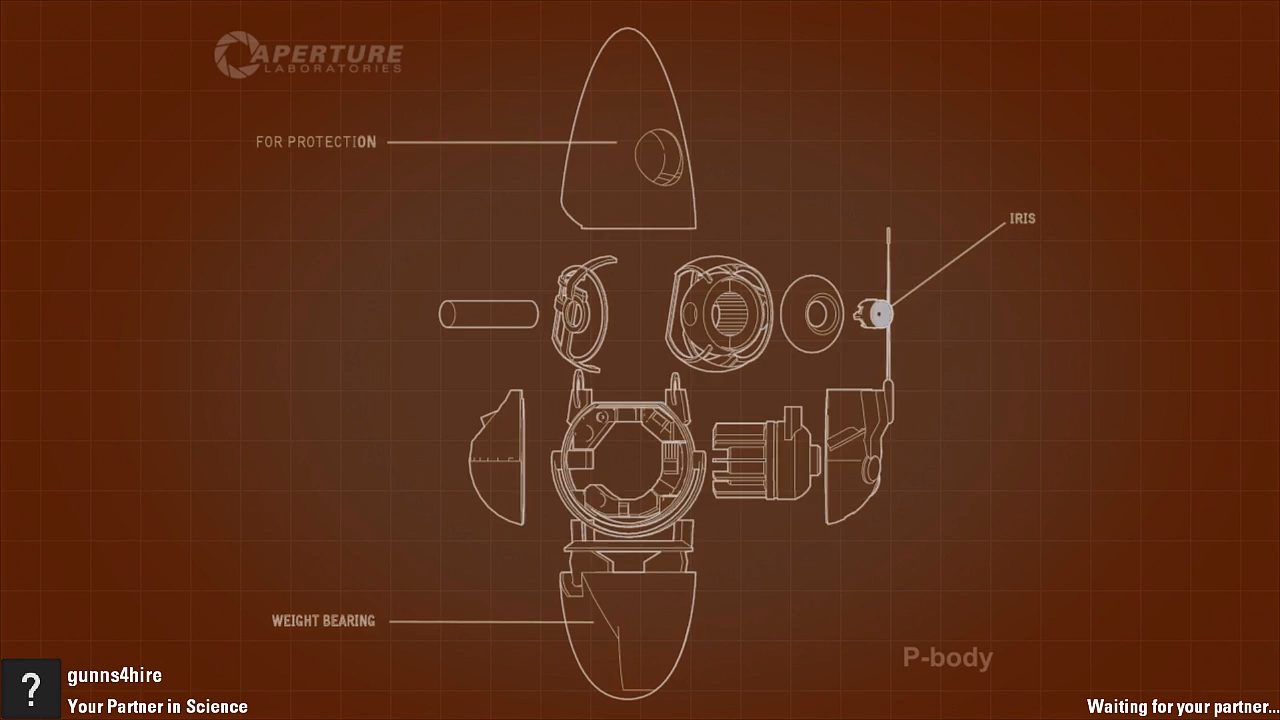 APERTURE
LABORATORIES
FOR PROTECTION
IRIS
WEIGHT BEARING
P-body
?
gunns4hire
Your Partner in Science
Waiting for your partner...